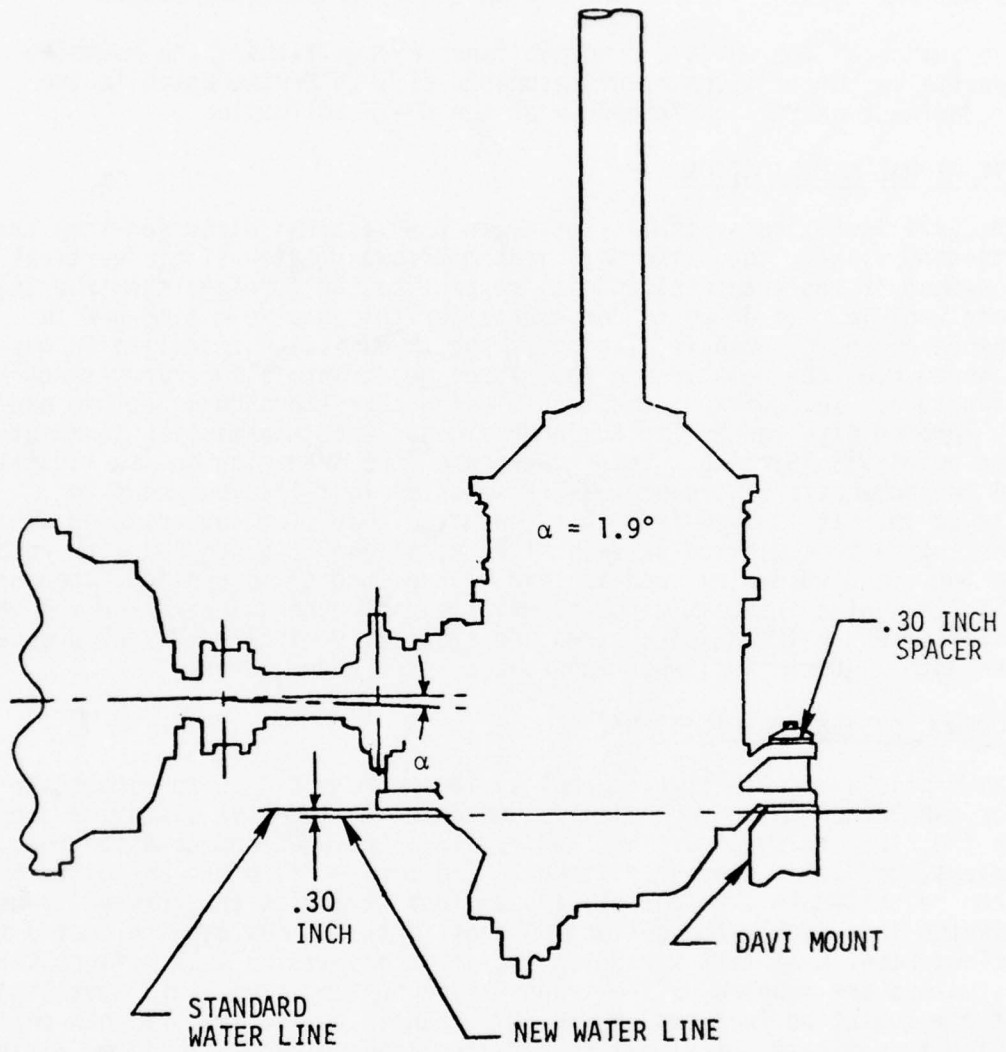 α = 1.9°
.30 INCH
SPACER
α
.30
INCH
DAVI MOUNT
STANDARD
WATER LINE
NEW WATER LINE